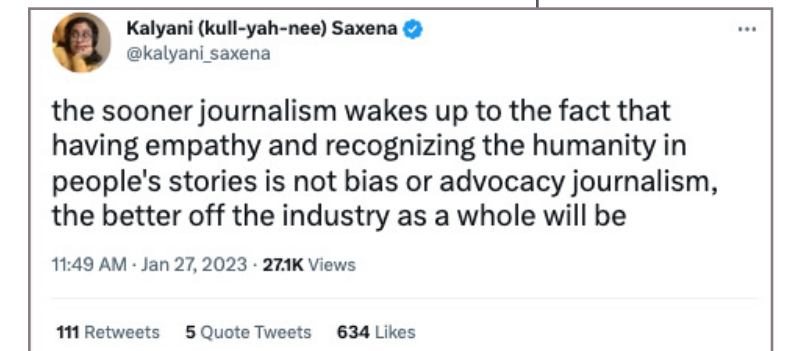 Kalyani (kull-yah-nee) Saxena
@kalyani_saxena
the sooner journalism wakes up to the fact that
having empathy and recognizing the humanity in
people's stories is not bias or advocacy journalism,
the better off the industry as a whole will be
11:49 AM · Jan 27, 2023 · 27.1K Views
111 Retweets 5 Quote Tweets 634 Likes